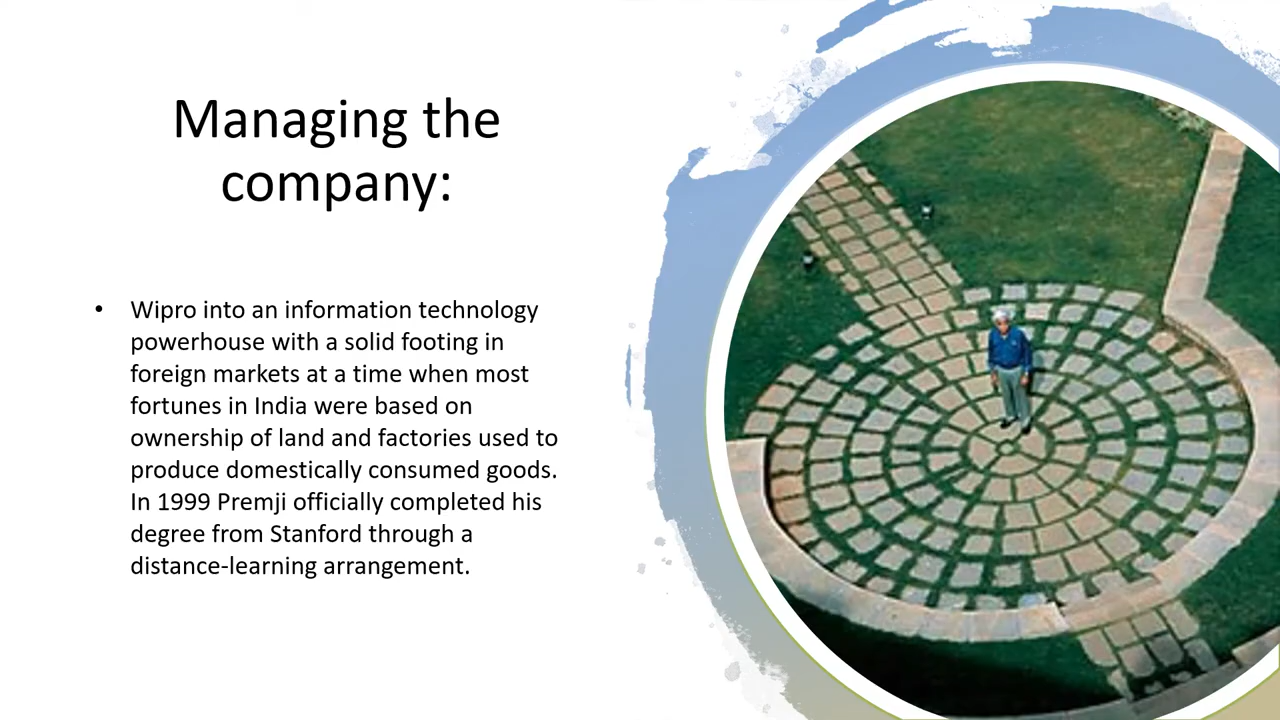 Managing the
company:
• Wipro into an information technology
powerhouse with a solid footing in
foreign markets at a time when most
fortunes in India were based on
ownership of land and factories used to
produce domestically consumed goods.
In 1999 Premji officially completed his
degree from Stanford through a
distance-learning arrangement.